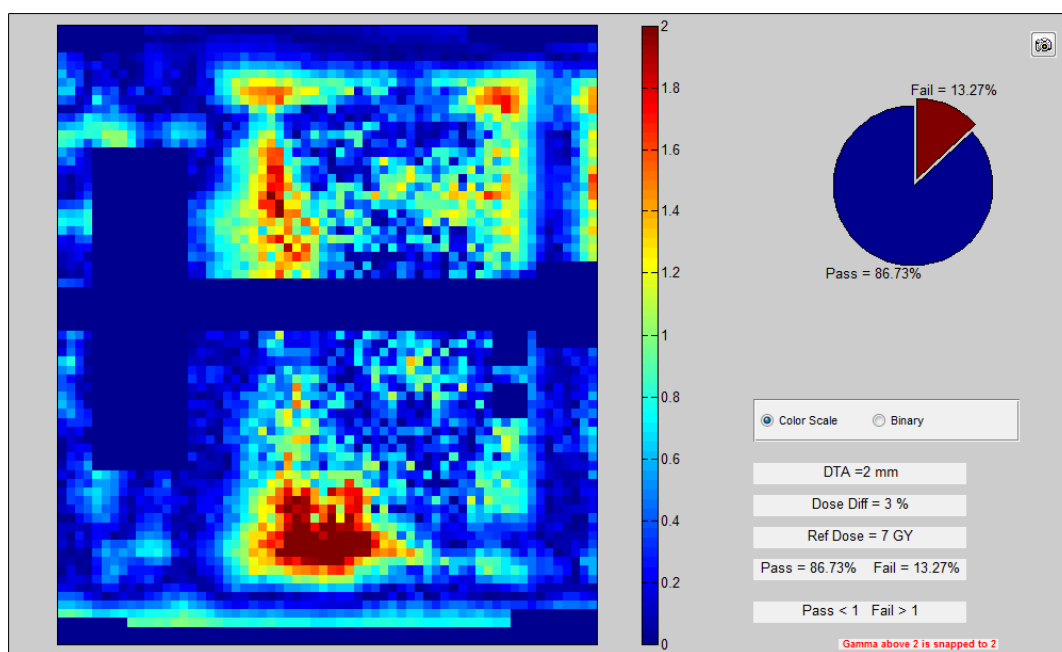 2
1.8
1.6
1.4
1.2
1
0.8
0.6
0.4
0.2
0
Fail = 13.27%
Pass = 86.73%
Color Scale Binary
DTA =2 mm
Dose Diff = 3 %
Ref Dose = 7 GY
Pass = 86.73% Fail = 13.27%
Pass < 1 Fail > 1
Gamma above 2 is snapped to 2